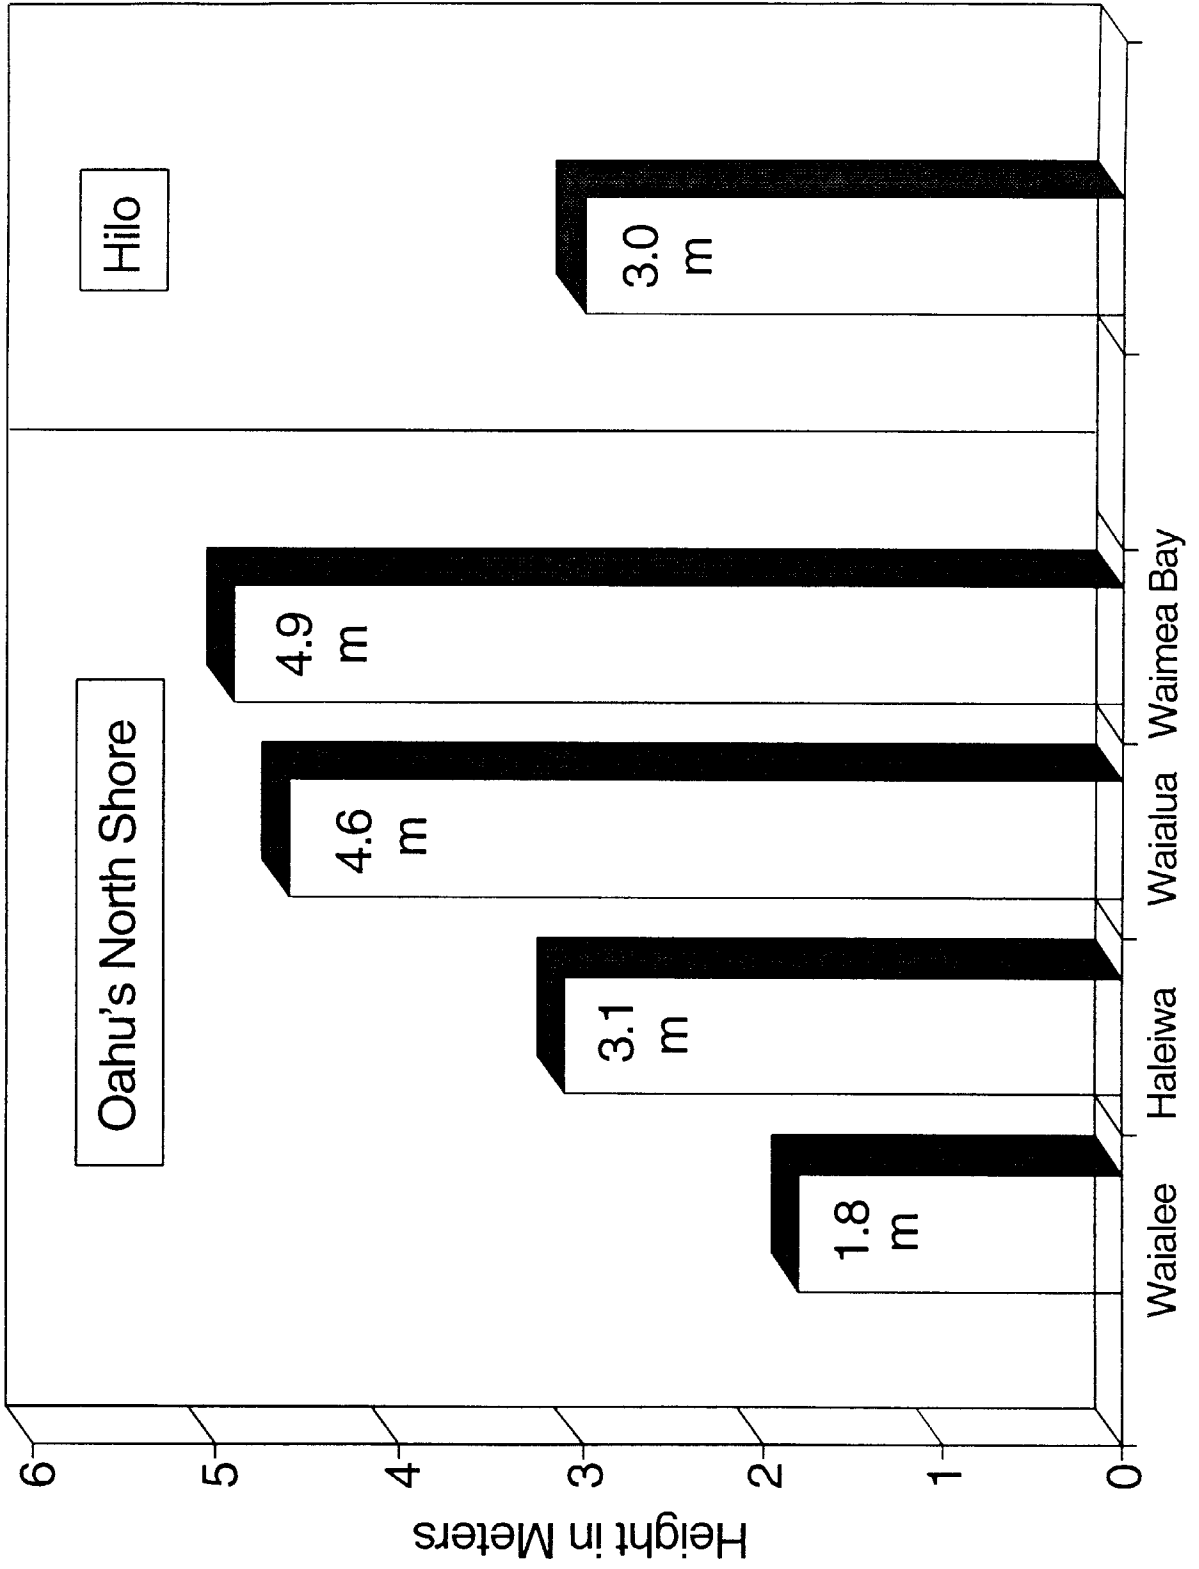 Oahu's North Shore
Hilo
Height in Meters
6
5
4
3
2
1
0
1.8
m
3.1
m
4.6
m
4.9
m
3.0
m
Waialee
Haleiwa
Waialua
Waimea Bay